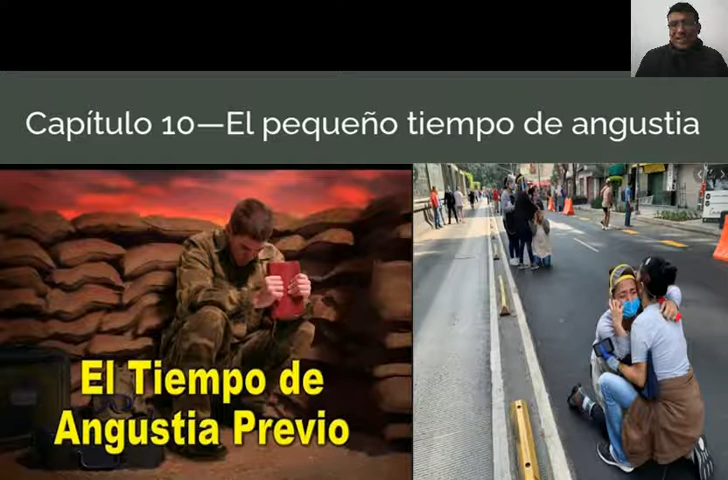 Capítulo 10—El pequeño tiempo de angustia
El Tiempo de
Angustia Previo